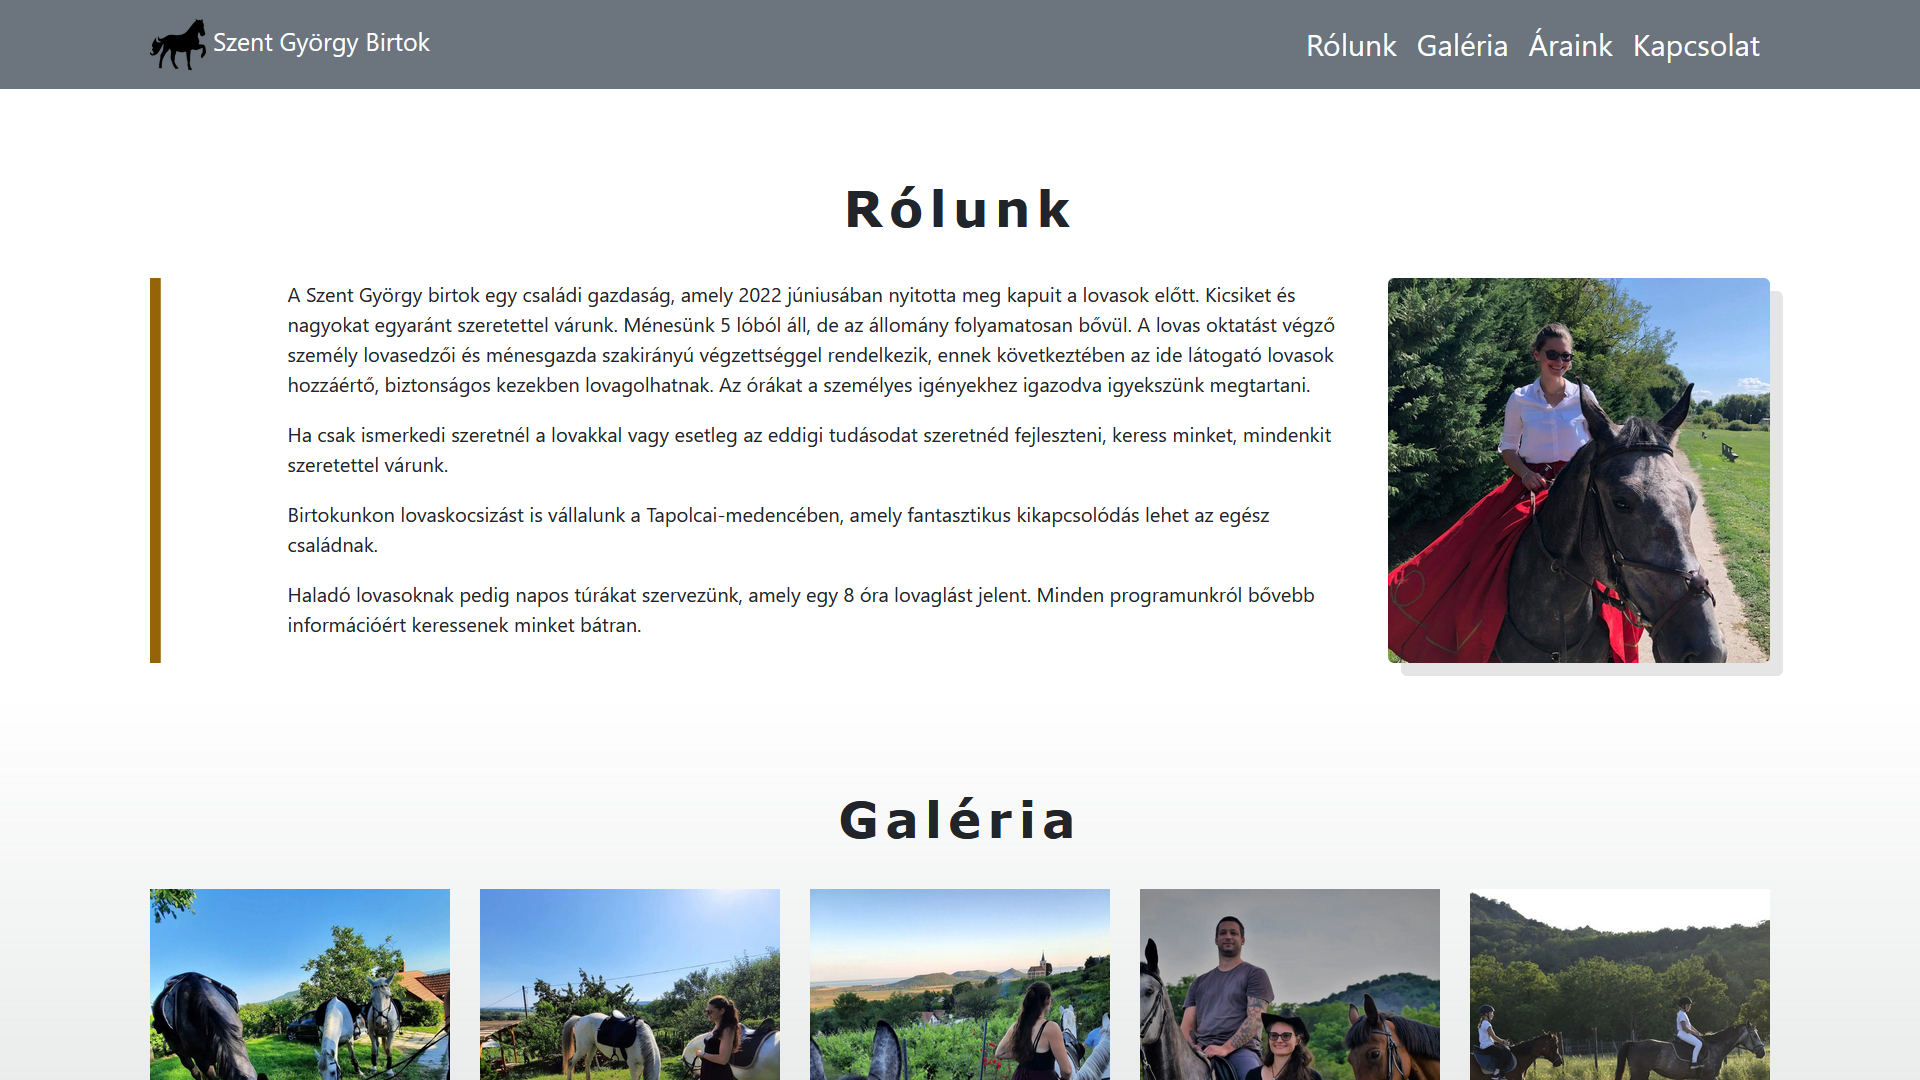 Szent György Birtok
Rólunk Galéria Áraink Kapcsolat
Rólunk
A Szent György birtok egy családi gazdaság, amely 2022 júniusában nyitotta meg kapuit a lovasok előtt. Kicsiket és
nagyokat egyaránt szeretettel várunk. Ménesünk 5 lóból áll, de az állomány folyamatosan bővül. A lovas oktatást végző
személy lovasedzői és ménesgazda szakirányú végzettséggel rendelkezik, ennek következtében az ide látogató lovasok
hozzáértő, biztonságos kezekben lovagolhatnak. Az órákat a személyes igényekhez igazodva igyekszünk megtartani.
Ha csak ismerkedi szeretnél a lovakkal vagy esetleg az eddigi tudásodat szeretnéd fejleszteni, keress minket, mindenkit
szeretettel várunk.
Birtokunkon lovaskocsizást is vállalunk a Tapolcai-medencében, amely fantasztikus kikapcsolódás lehet az egész
családnak.
Haladó lovasoknak pedig napos túrákat szervezünk, amely egy 8 óra lovaglást jelent. Minden programunkról bővebb
információért keressenek minket bátran.
Galéria